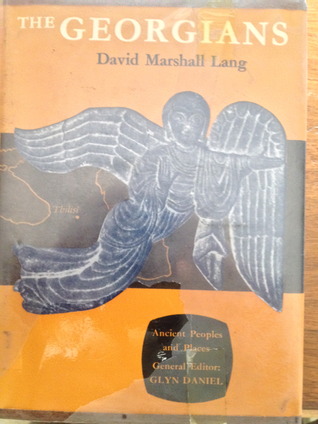 THE GEORGIANS
David Marshall Lang
Tbilisi
Ancient Peoples
and Places
General Editor:
GLYN DANIEL